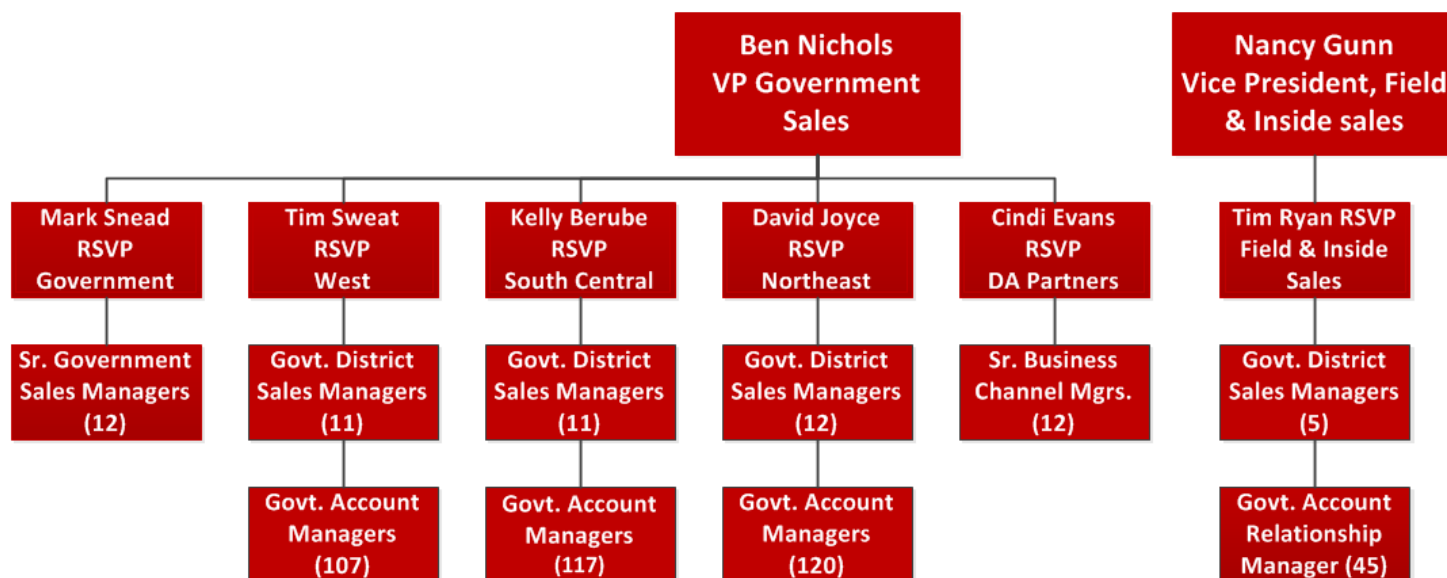 Ben Nichols
VP Government
Sales
Nancy Gunn
Vice President, Field
& Inside sales
Mark Snead
RSVP
Government
Tim Sweat
RSVP
West
Kelly Berube
RSVP
South Central
David Joyce
RSVP
Northeast
Cindi Evans
RSVP
DA Partners
Tim Ryan RSVP
Field & Inside
Sales
Sr. Government
Sales Managers
(12)
Govt. District
Sales Managers
(11)
Govt. District
Sales Managers
(11)
Govt. District
Sales Managers
(12)
Sr. Business
Channel Mgrs.
(12)
Govt. District
Sales Managers
(5)
Govt. Account
Managers
(107)
Govt. Account
Managers
(117)
Govt. Account
Managers
(120)
Govt. Account
Relationship
Manager (45)